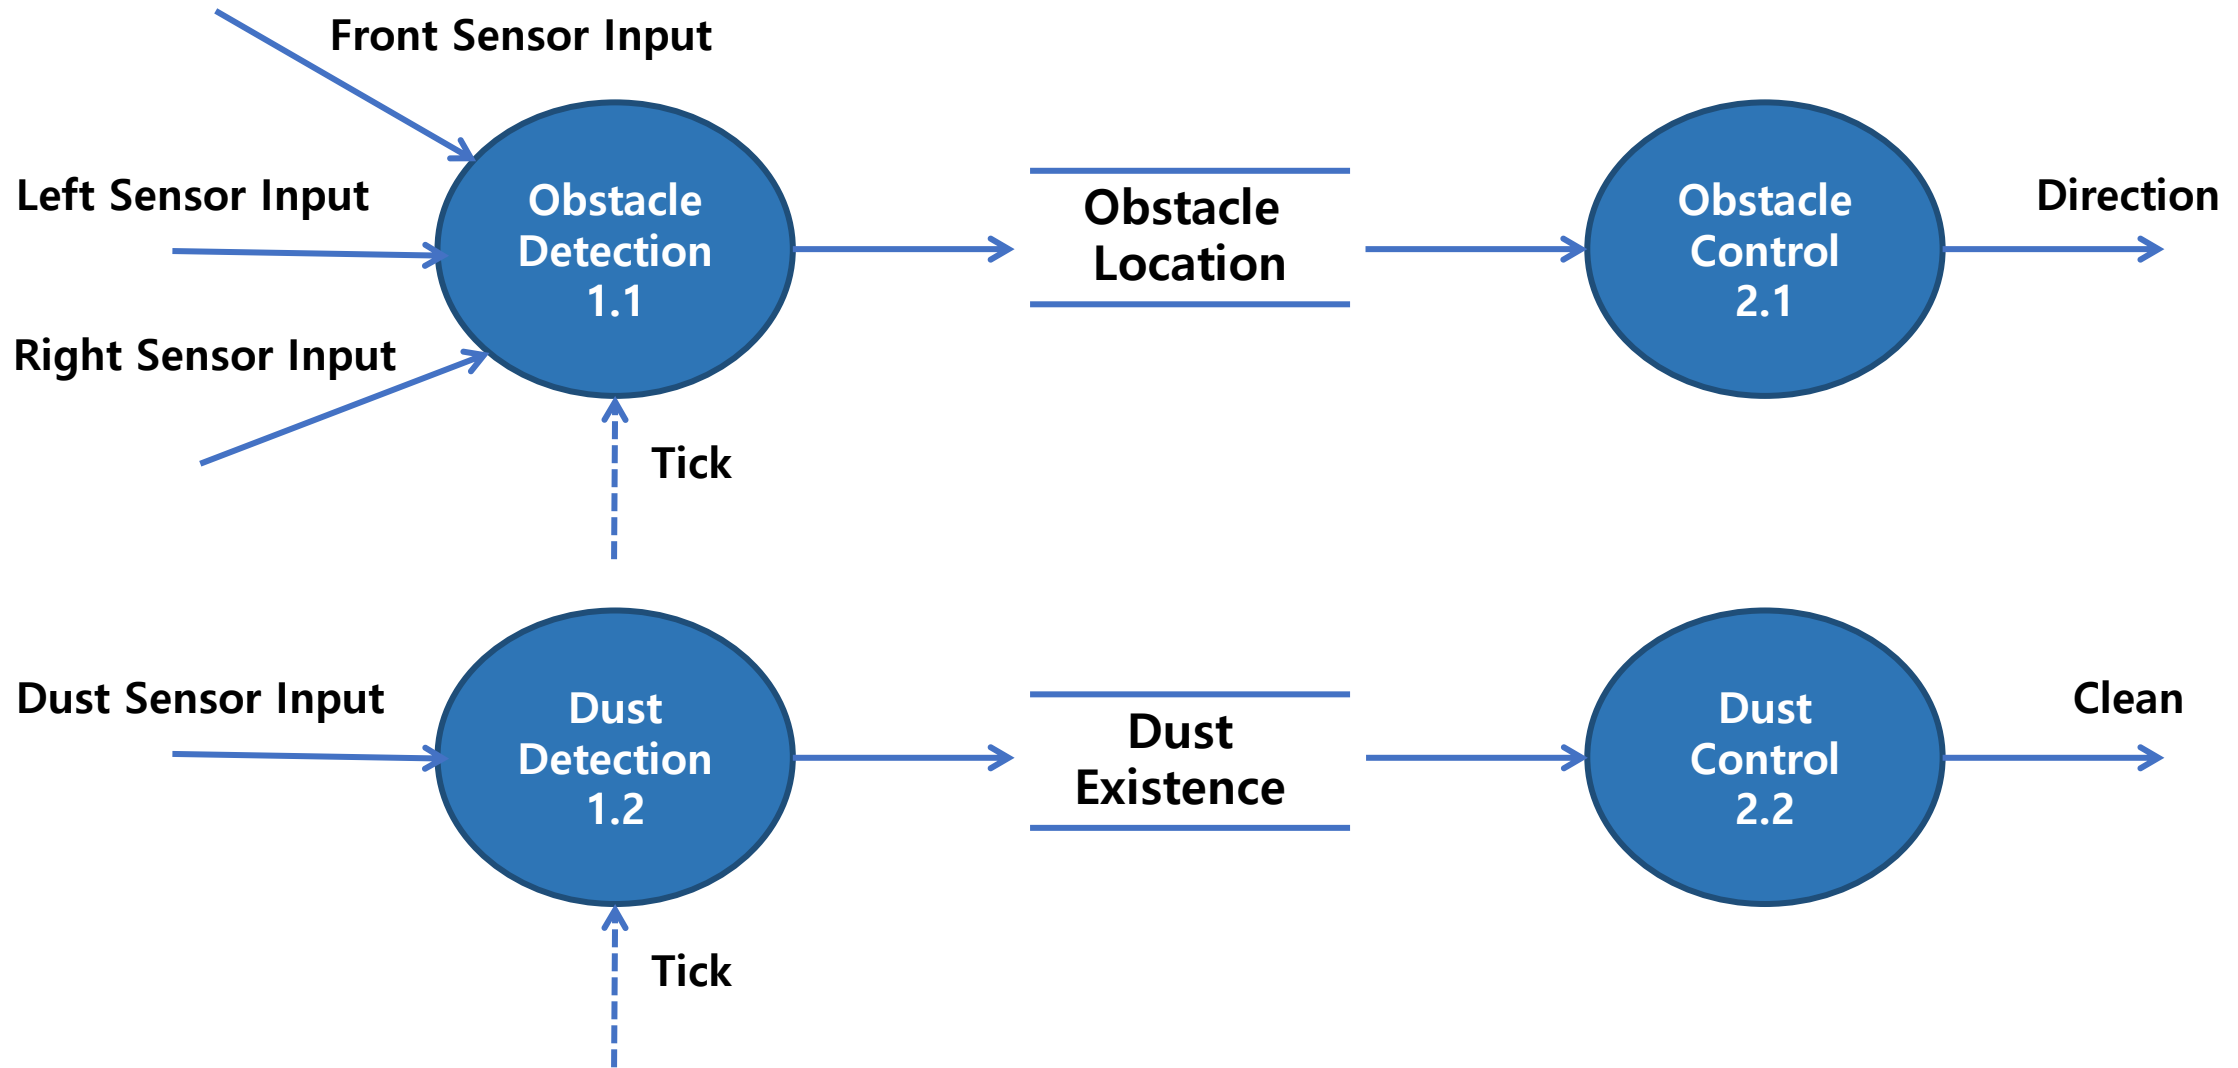 Front Sensor Input
Left Sensor Input
Obstacle
Detection
1.1
Right Sensor Input
Tick
Obstacle
Location
Obstacle
Control
2.1
Direction
Dust Sensor Input
Dust
Detection
1.2
Tick
Dust
Existence
Dust
Control
2.2
Clean